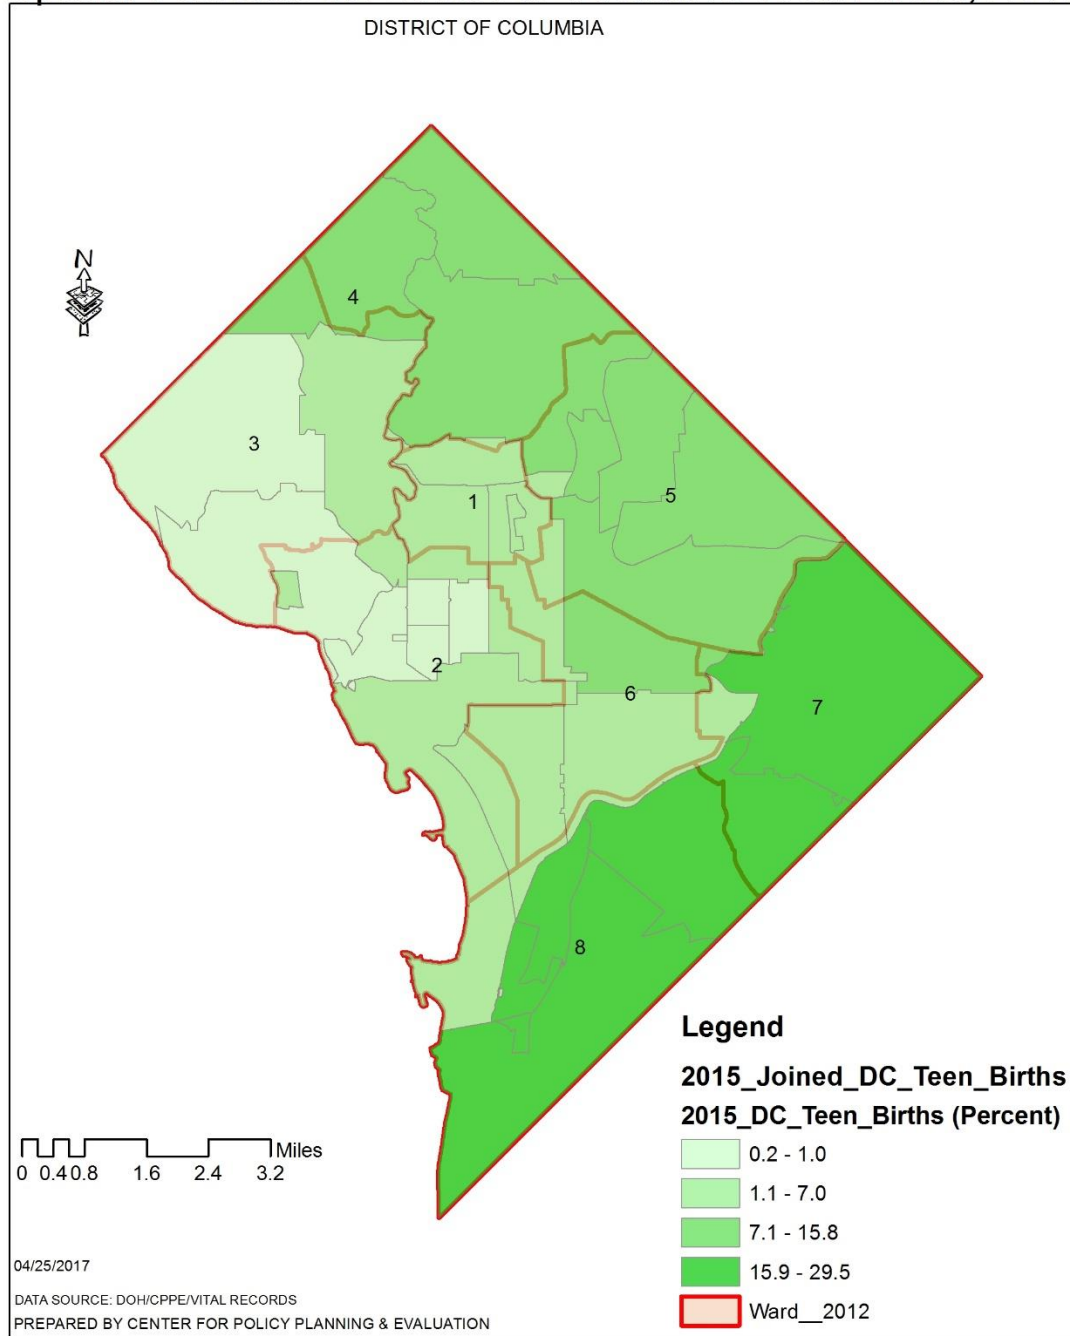 DISTRICT OF COLUMBIA
N
4
3
1
5
2
6
7
8
Legend
2015_Joined_DC_Teen_Births
2015_DC_Teen_Births (Percent)
0.2 - 1.0
1.1 - 7.0
7.1 - 15.8
15.9 - 29.5
Ward__2012
Miles
0 0.4 0.8 1.6 2.4 3.2
04/25/2017
DATA SOURCE: DOH/CPPE/VITAL RECORDS
PREPARED BY CENTER FOR POLICY PLANNING & EVALUATION